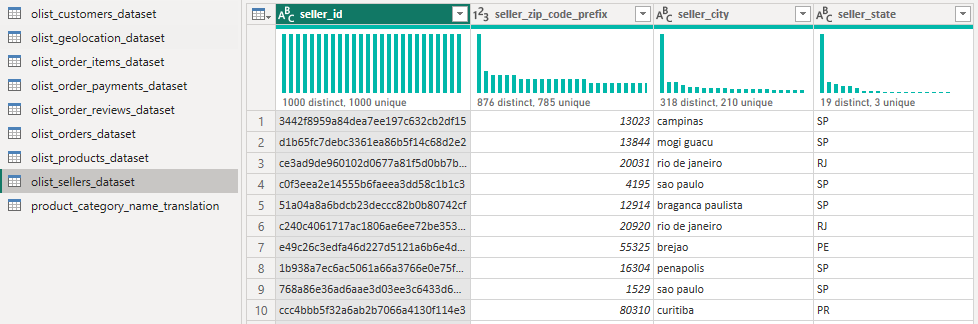 olist_customers_dataset
olist_geolocation_dataset
olist_order_items_dataset
olist_order_payments_dataset
olist_order_reviews_dataset
olist_orders_dataset
olist_products_dataset
olist_sellers_dataset
product_category_name_translation
ABC seller_id 123 seller_zip_code_prefix ABC seller_city ABC seller_state
1000 distinct, 1000 unique 876 distinct, 785 unique 318 distinct, 210 unique 19 distinct, 3 unique
1 3442f8959a84dea7ee197c632cb2df15 13023 campinas SP
2 d1b65fc7debc3361ea86b5f14c68d2e2 13844 mogi guacu SP
3 ce3ad9de960102d0677a81f5d0bb7b... 20031 rio de janeiro RJ
4 c0f3eea2e14555b6faeea3dd58c1b1c3 4195 sao paulo SP
5 51a04a8a6bdcb23deccc82b0b80742cf 12914 braganca paulista SP
6 c240c4061717ac1806ae6ee72be353... 20920 rio de janeiro RJ
7 e49c26c3edfa46d227d5121a6b6e4d... 55325 brejao PE
8 1b938a7ec6ac5061a66a3766e0e75f... 16304 penapolis SP
9 768a86e36ad6aae3d03ee3c6433d6... 1529 sao paulo SP
10 ccc4bbb5f32a6ab2b7066a4130f114e3 80310 curitiba PR